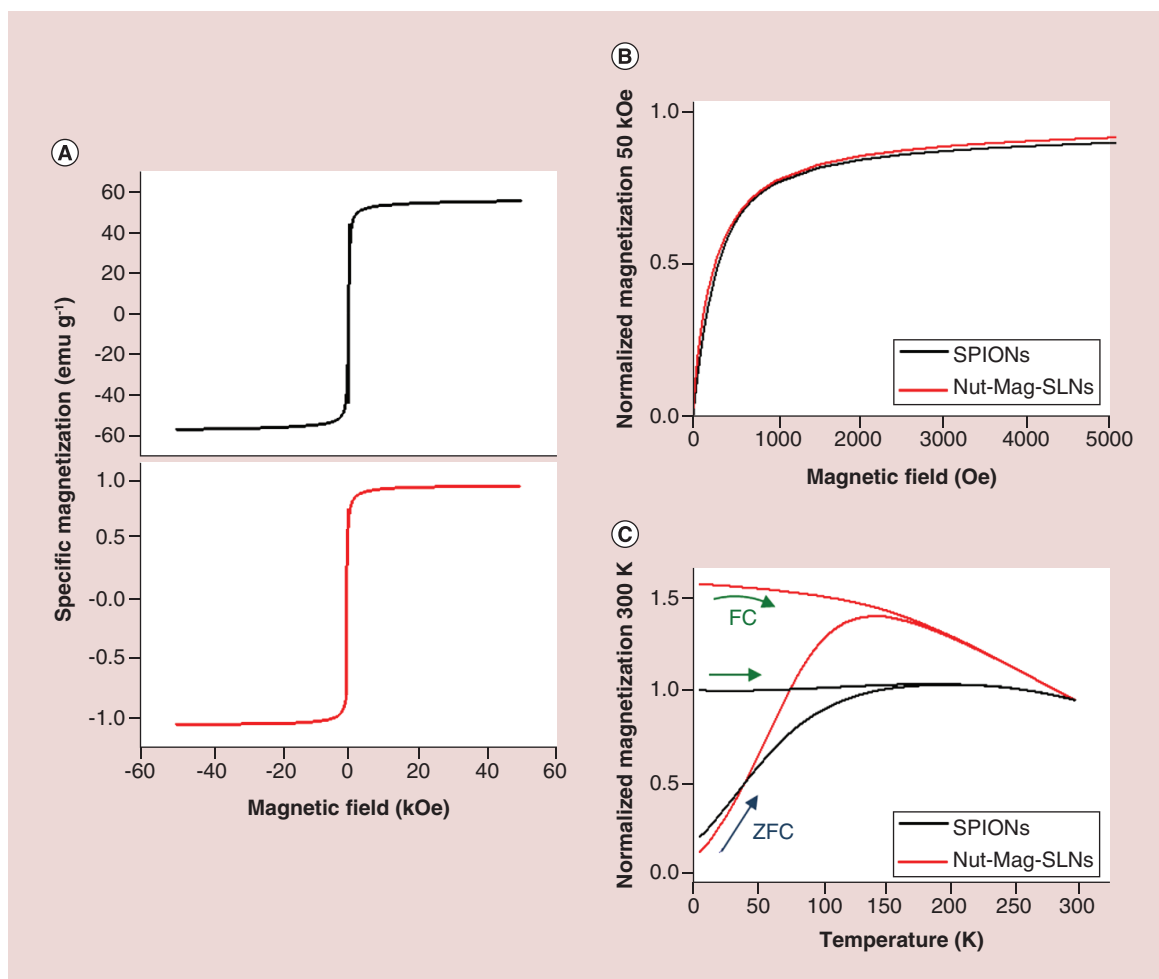 A
Specific magnetization (emu g-1)
60
40
20
0
-20
-40
-60
1.0
0.5
-0.0
-0.5
-1.0
-60
-40
-20
0
20
40
60
Magnetic field (kOe)
B
Normalized magnetization 50 kOe
1.0
0.5
0.0
SPIONs
Nut-Mag-SLNs
0
1000
2000
3000
4000
5000
Magnetic field (Oe)
C
Normalized magnetization 300 K
1.5
1.0
0.5
0.0
FC
ZFC
SPIONs
Nut-Mag-SLNs
0
50
100
150
200
250
300
Temperature (K)